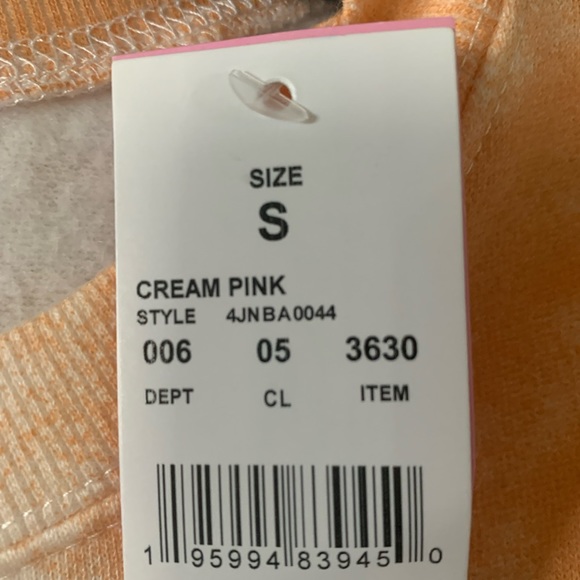 SIZE
S
CREAM PINK
STYLE 4JNBA0044
006 05 3630
DEPT CL ITEM
1 95994 83945 0